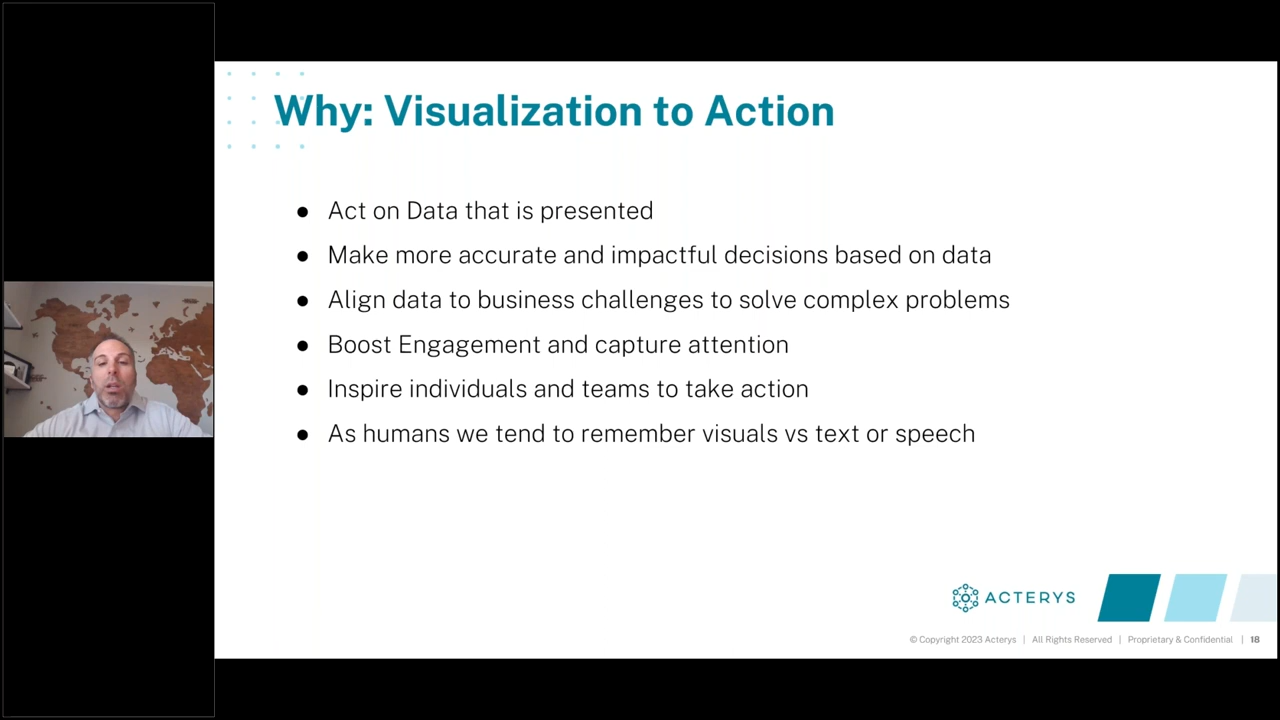 Why: Visualization to Action
● Act on Data that is presented
● Make more accurate and impactful decisions based on data
● Align data to business challenges to solve complex problems
● Boost Engagement and capture attention
● Inspire individuals and teams to take action
● As humans we tend to remember visuals vs text or speech
ACTERYS
© Copyright 2023 Acterys | All Rights Reserved | Proprietary & Confidential | 18